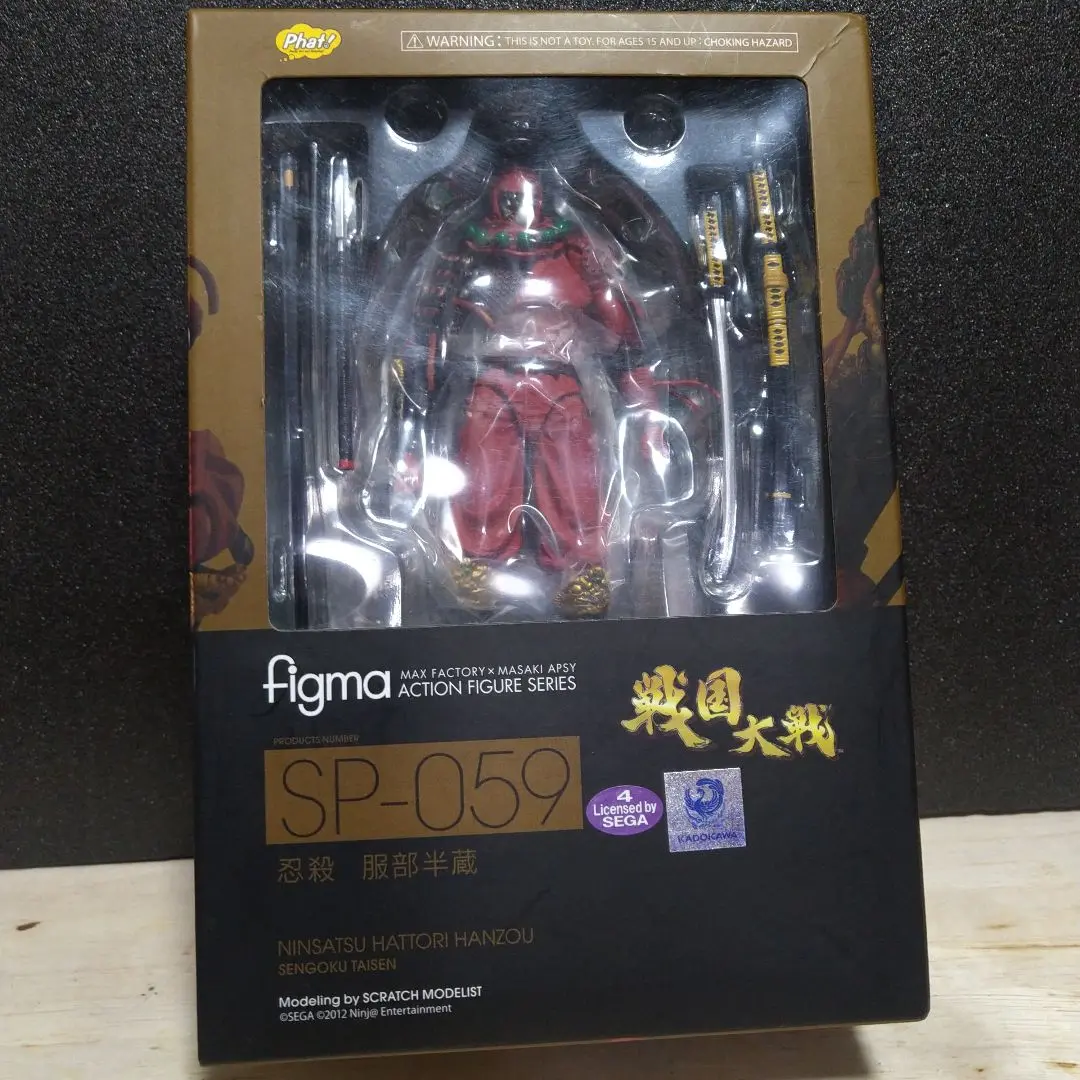 Phat!
WARNING : THIS IS NOT A TOY. FOR AGES 15 AND UP : CHOKING HAZARD
figma
MAX FACTORY × MASAKI APSY
ACTION FIGURE SERIES
戦国大戦
PRODUCTS NUMBER
SP-059
4
Licensed by
SEGA
KADOKAWA
忍殺 服部半蔵
NINSATSU HATTORI HANZOU
SENGOKU TAISEN
Modeling by SCRATCH MODELIST
©SEGA ©2012 Ninj@ Entertainment